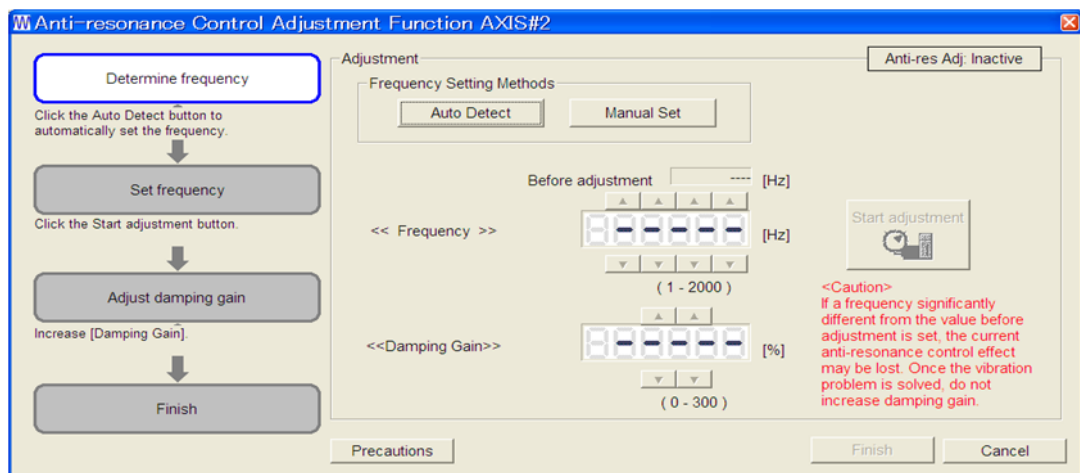 Anti-resonance Control Adjustment Function AXIS#2
Determine frequency
Click the Auto Detect button to
automatically set the frequency.
Set frequency
Click the Start adjustment button.
Adjust damping gain
Increase [Damping Gain].
Finish
Adjustment
Anti-res Adj: Inactive
Frequency Setting Methods
Auto Detect
Manual Set
Before adjustment ---- [Hz]
<< Frequency >> ------ [Hz]
( 1 - 2000 )
<<Damping Gain>> ------ [%]
( 0 - 300 )
Start adjustment
<Caution>
If a frequency significantly
different from the value before
adjustment is set, the current
anti-resonance control effect
may be lost. Once the vibration
problem is solved, do not
increase damping gain.
Precautions
Finish
Cancel